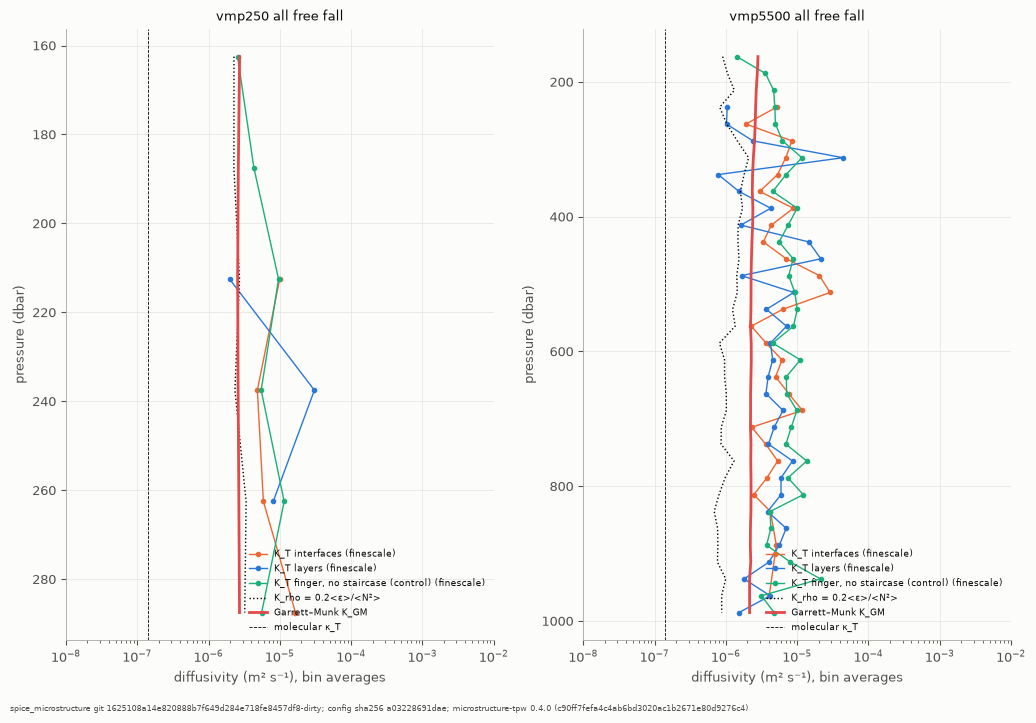 vmp250 all free fall
160
180
200
220
240
260
280
pressure (dbar)
K_T interfaces (finescale)
K_T layers (finescale)
K_T finger, no staircase (control) (finescale)
K_rho = 0.2<ε>/<N²>
Garrett–Munk K_GM
molecular κ_T
10⁻⁸ 10⁻⁷ 10⁻⁶ 10⁻⁵ 10⁻⁴ 10⁻³ 10⁻²
diffusivity (m² s⁻¹), bin averages
vmp5500 all free fall
200
400
600
800
1000
pressure (dbar)
K_T interfaces (finescale)
K_T layers (finescale)
K_T finger, no staircase (control) (finescale)
K_rho = 0.2<ε>/<N²>
Garrett–Munk K_GM
molecular κ_T
10⁻⁸ 10⁻⁷ 10⁻⁶ 10⁻⁵ 10⁻⁴ 10⁻³ 10⁻²
diffusivity (m² s⁻¹), bin averages
spice_microstructure git 1625108a14e820888b7f649d284e718fe8457df8-dirty; config sha256 a03228691dae; microstructure-tpw 0.4.0 (c90ff7fefa4c4ab6bd3020ac1b2671e80d9276c4)